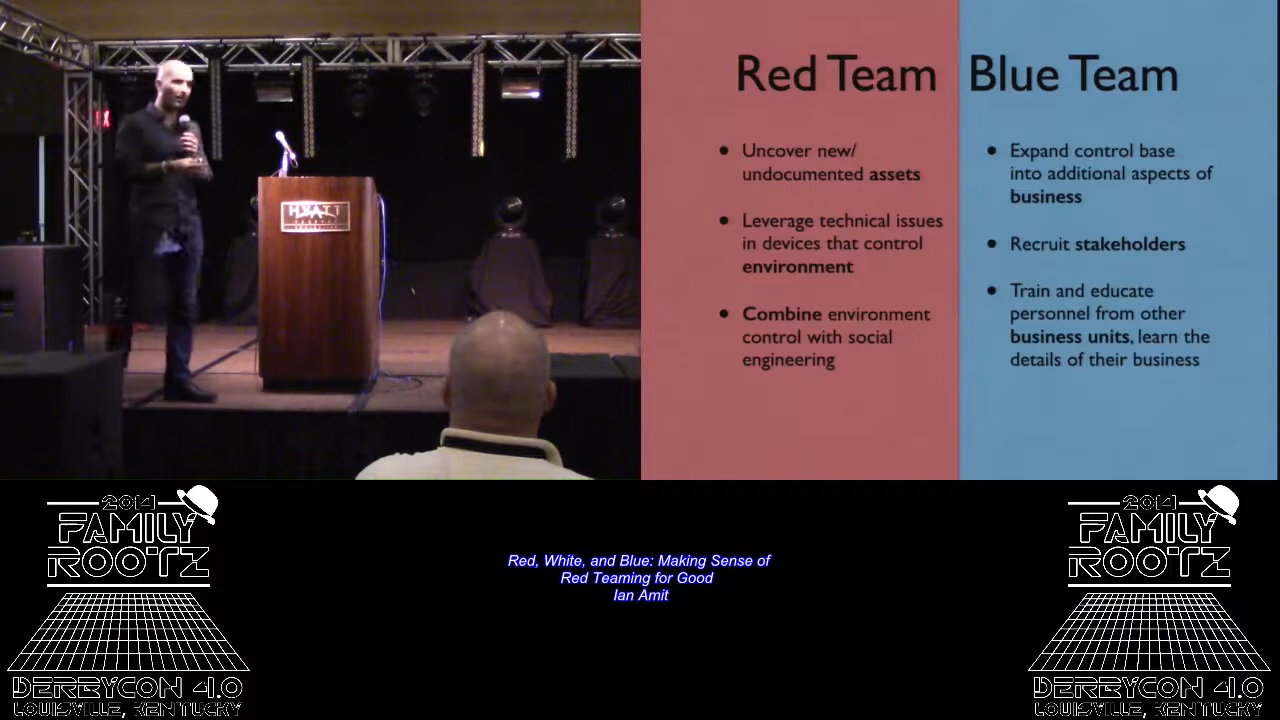 Red Team
Uncover new/
undocumented assets
Leverage technical issues
in devices that control
environment
Combine environment
control with social
engineering
Blue Team
Expand control base
into additional aspects of
business
Recruit stakeholders
Train and educate
personnel from other
business units, learn the
details of their business
HYATT
2014
FAMILY
ROOTZ
DERBYCON 4.0
LOUISVILLE, KENTUCKY
Red, White, and Blue: Making Sense of
Red Teaming for Good
Ian Amit
2014
FAMILY
ROOTZ
DERBYCON 4.0
LOUISVILLE, KENTUCKY